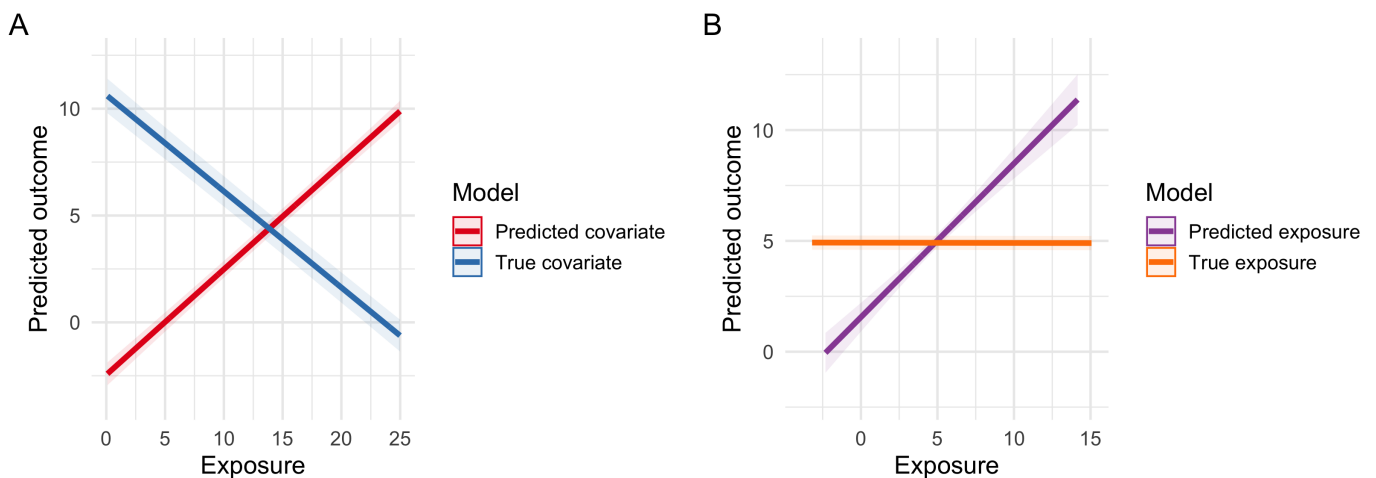 A
Predicted outcome
10
5
0
0 5 10 15 20 25
Exposure
Model
Predicted covariate
True covariate
B
Predicted outcome
10
5
0
0 5 10 15
Exposure
Model
Predicted exposure
True exposure